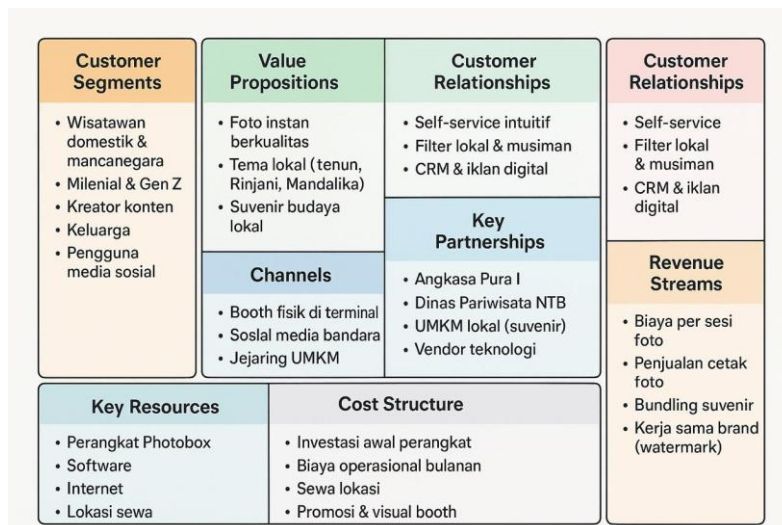 Customer
Segments
• Wisatawan
domestik &
mancanegara
• Milenial & Gen Z
• Kreator konten
• Keluarga
• Pengguna
media sosial
Value
Propositions
• Foto instan
berkualitas
• Tema lokal (tenun,
Rinjani, Mandalika)
• Suvenir budaya
lokal
Channels
• Booth fisik di terminal
• Soslal media bandara
• Jejaring UMKM
Customer
Relationships
• Self-service intuitif
• Filter lokal & musiman
• CRM & iklan digital
Key
Partnerships
• Angkasa Pura I
• Dinas Pariwisata NTB
• UMKM lokal (suvenir)
• Vendor teknologi
Customer
Relationships
• Self-service
• Filter lokal
& musiman
• CRM & iklan
digital
Revenue
Streams
• Biaya per sesi
foto
• Penjualan cetak
foto
• Bundling suvenir
• Kerja sama brand
(watermark)
Key Resources
• Perangkat Photobox
• Software
• Internet
• Lokasi sewa
Cost Structure
• Investasi awal perangkat
• Biaya operasional bulanan
• Sewa lokasi
• Promosi & visual booth